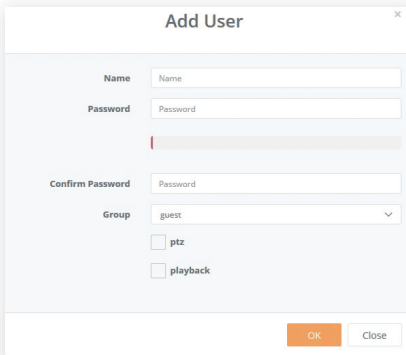 Add User
×
Name Name
Password Password
Confirm Password Password
Group guest
ptz
playback
OK Close